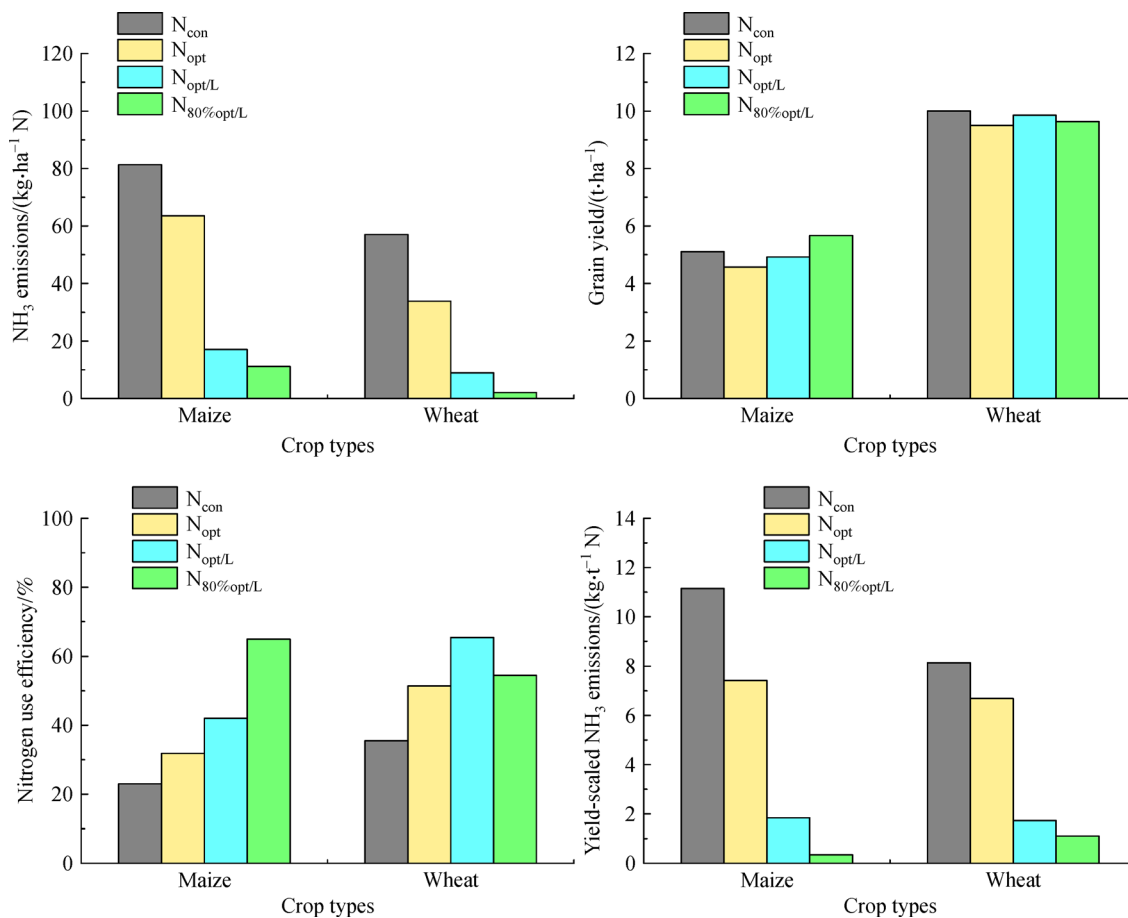 N_con
N_opt
N_opt/L
N_80%opt/L
120
100
80
60
40
20
0
NH₃ emissions/(kg·ha⁻¹ N)
Maize Wheat
Crop types
N_con
N_opt
N_opt/L
N_80%opt/L
12
10
8
6
4
2
0
Grain yield/(t·ha⁻¹)
Maize Wheat
Crop types
N_con
N_opt
N_opt/L
N_80%opt/L
100
80
60
40
20
0
Nitrogen use efficiency/%
Maize Wheat
Crop types
N_con
N_opt
N_opt/L
N_80%opt/L
14
12
10
8
6
4
2
0
Yield-scaled NH₃ emissions/(kg·t⁻¹ N)
Maize Wheat
Crop types